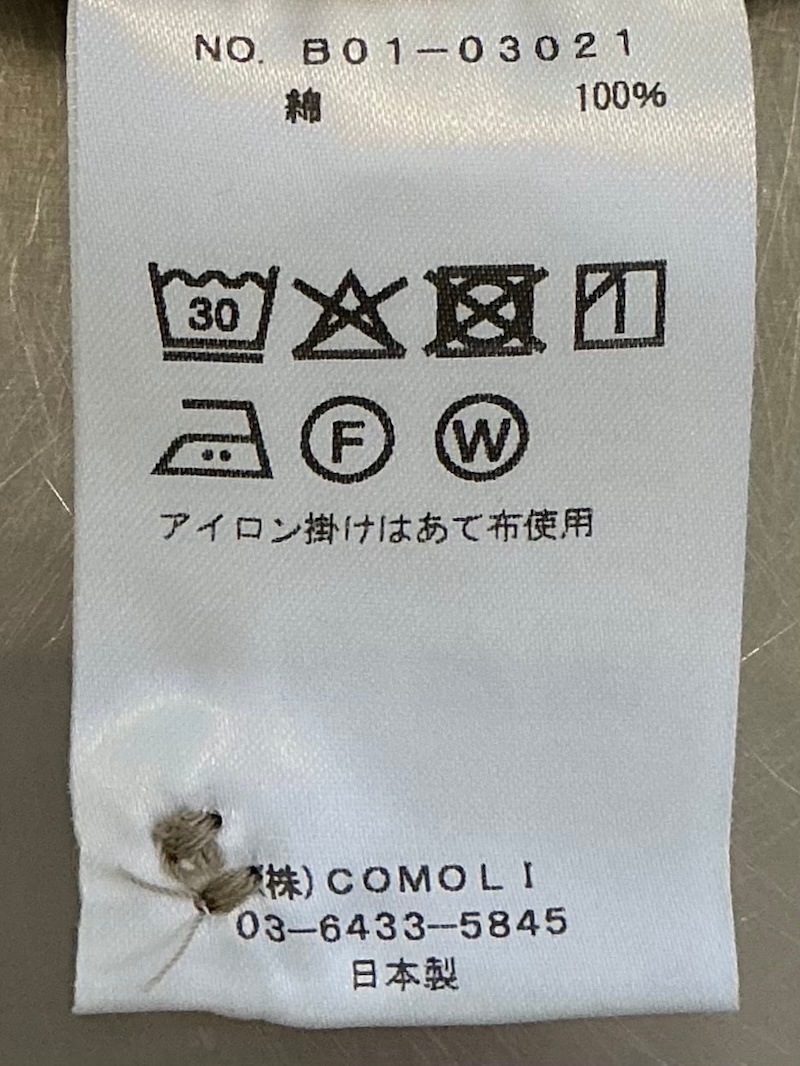 NO. B01-03021
綿 100%
30
F W
アイロン掛けはあて布使用
(株)COMOLI
03-6433-5845
日本製